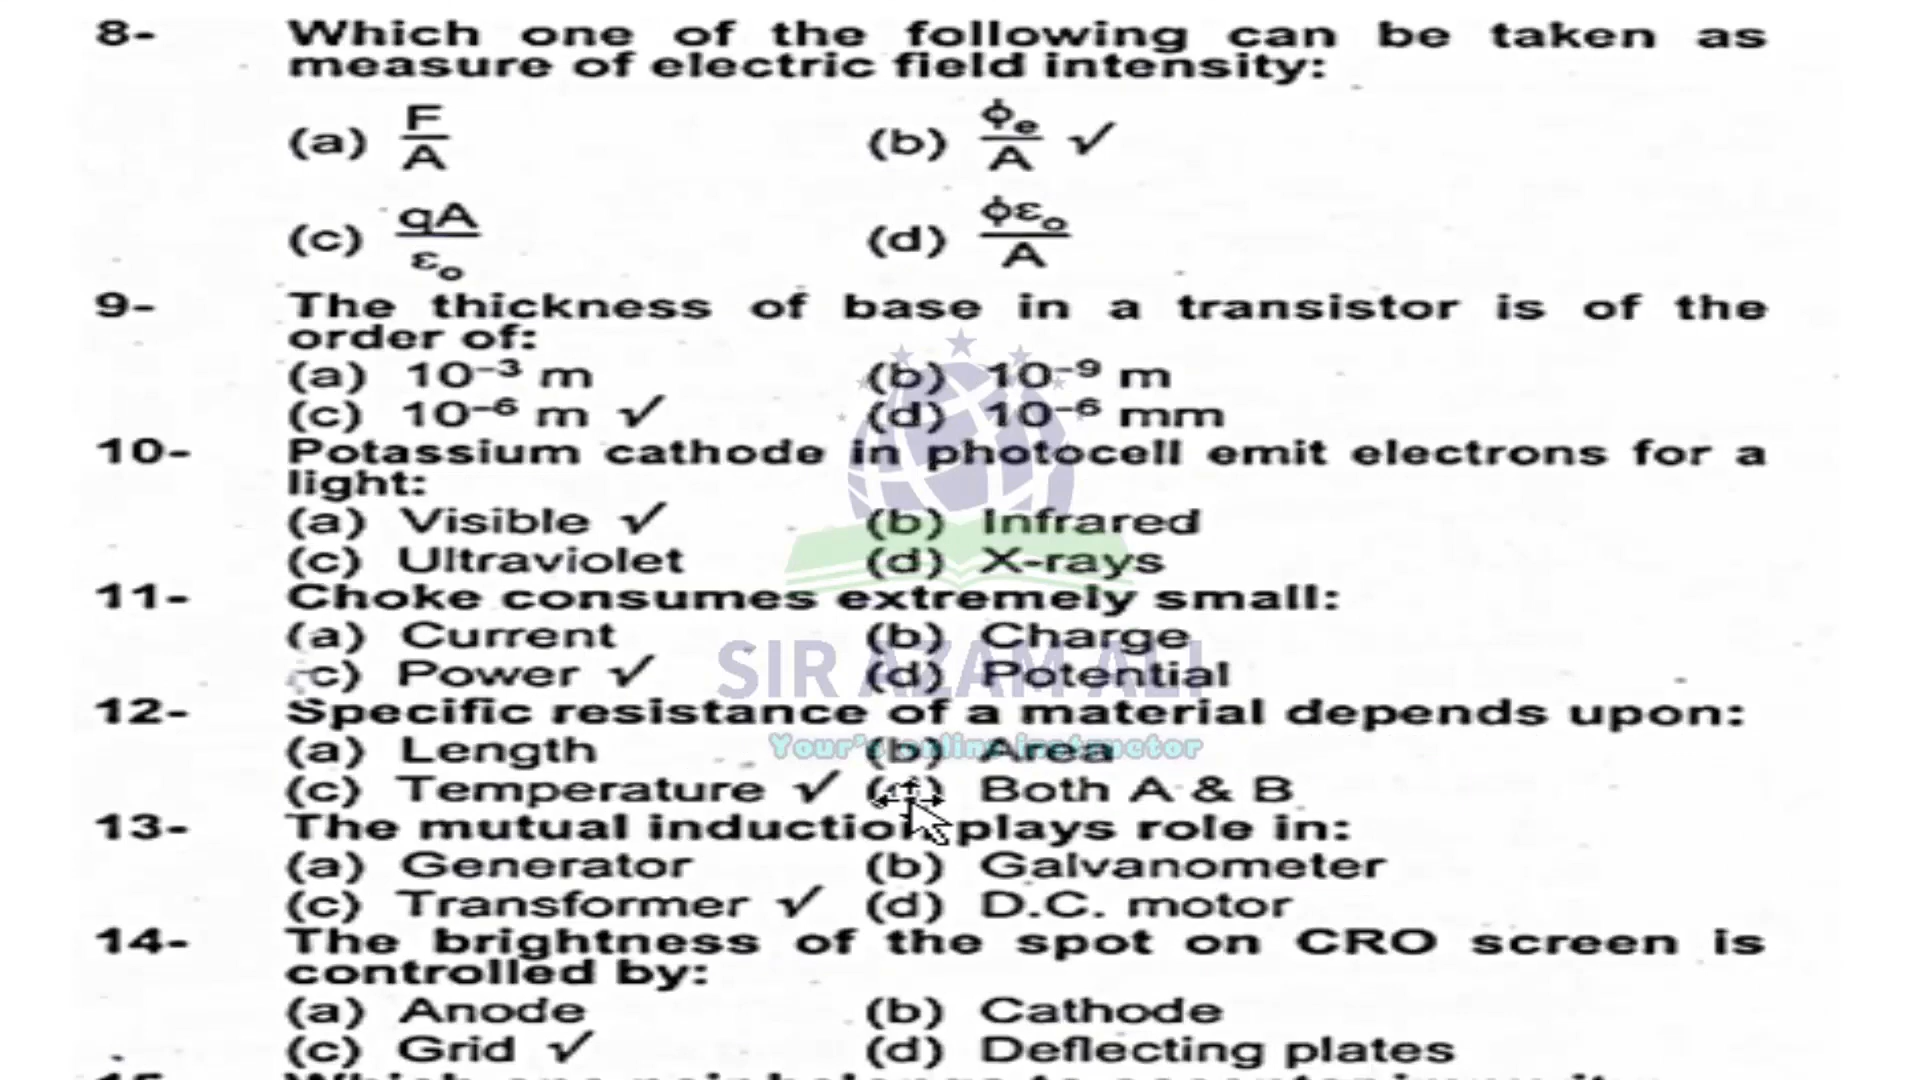 8- Which one of the following can be taken as
measure of electric field intensity:
(a) F/A (b) ϕe/A ✓
(c) qA/εo (d) ϕεo/A
9- The thickness of base in a transistor is of the
order of:
(a) 10⁻³ m (b) 10⁻⁹ m
(c) 10⁻⁶ m ✓ (d) 10⁻⁶ mm
10- Potassium cathode in photocell emit electrons for a
light:
(a) Visible ✓ (b) Infrared
(c) Ultraviolet (d) X-rays
11- Choke consumes extremely small:
(a) Current (b) Charge
c) Power ✓ (d) Potential
SIR AZAM ALI
12- Specific resistance of a material depends upon:
(a) Length (b) Area
Your's online instructor
(c) Temperature ✓ (d) Both A & B
13- The mutual induction plays role in:
(a) Generator (b) Galvanometer
(c) Transformer ✓ (d) D.C. motor
14- The brightness of the spot on CRO screen is
controlled by:
(a) Anode (b) Cathode
(c) Grid ✓ (d) Deflecting plates